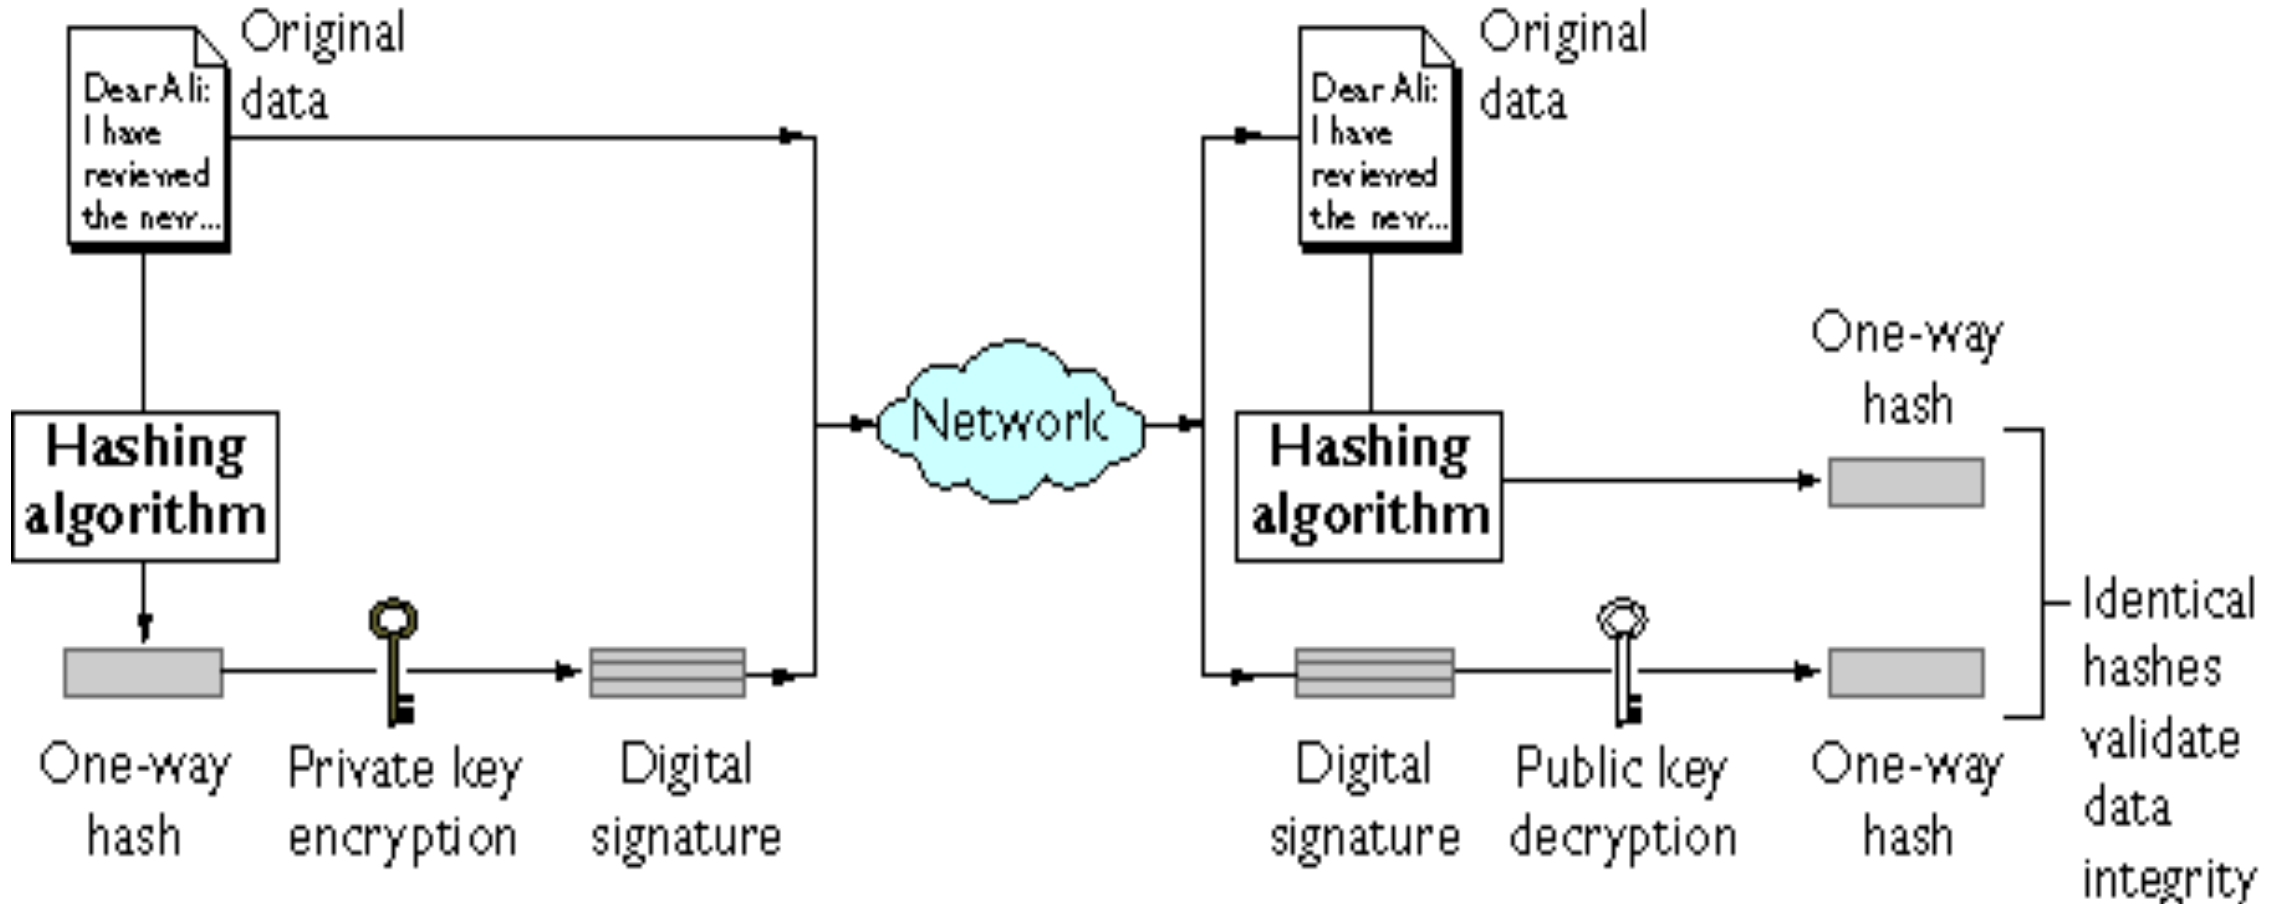 Original
data
Dear Ali:
I have
reviewed
the new...
Hashing
algorithm
One-way
hash
Private key
encryption
Digital
signature
Network
Original
data
Dear Ali:
I have
reviewed
the new...
Hashing
algorithm
One-way
hash
Digital
signature
Public key
decryption
One-way
hash
Identical
hashes
validate
data
integrity